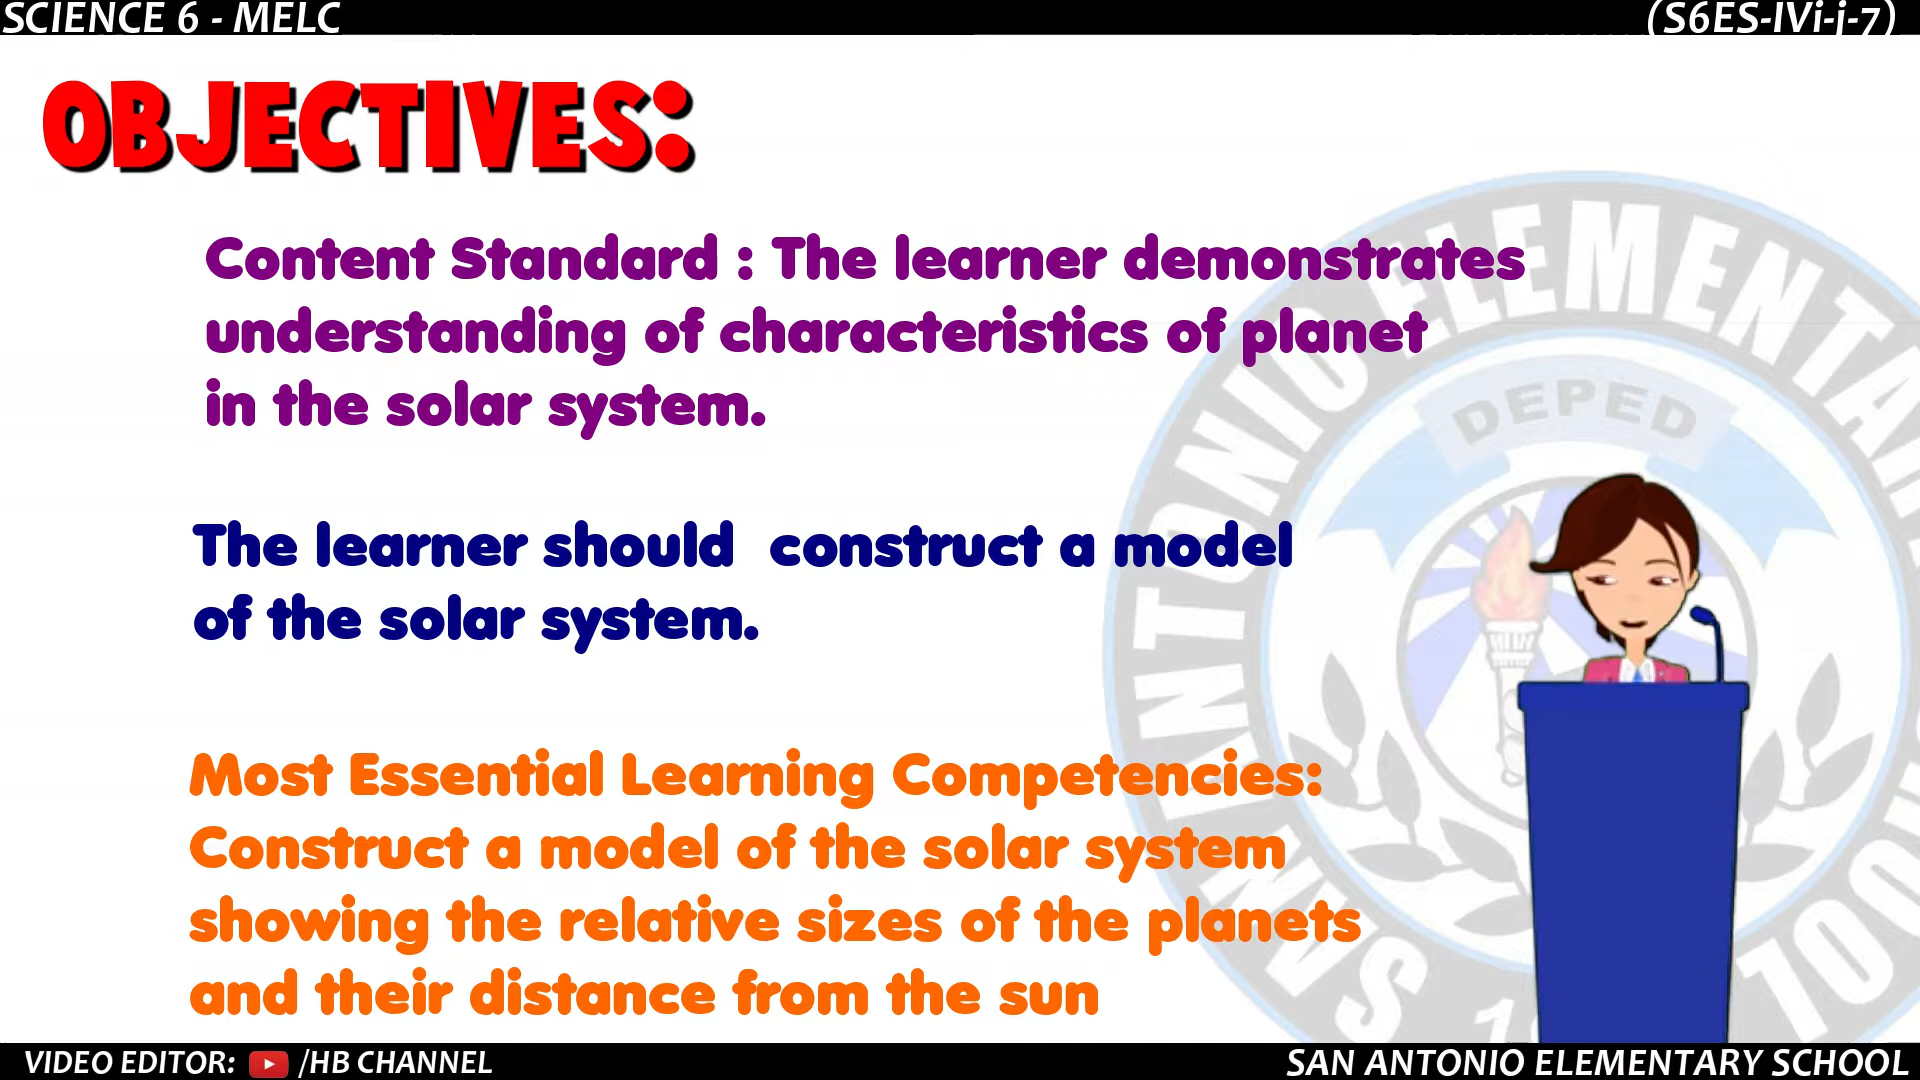 SCIENCE 6 - MELC
(S6ES-IVi-j-7)
OBJECTIVES:
Content Standard : The learner demonstrates
understanding of characteristics of planet
in the solar system.
The learner should  construct a model
of the solar system.
Most Essential Learning Competencies:
Construct a model of the solar system
showing the relative sizes of the planets
and their distance from the sun
DEPED
SAN ANTONIO
VIDEO EDITOR: /HB CHANNEL
SAN ANTONIO ELEMENTARY SCHOOL